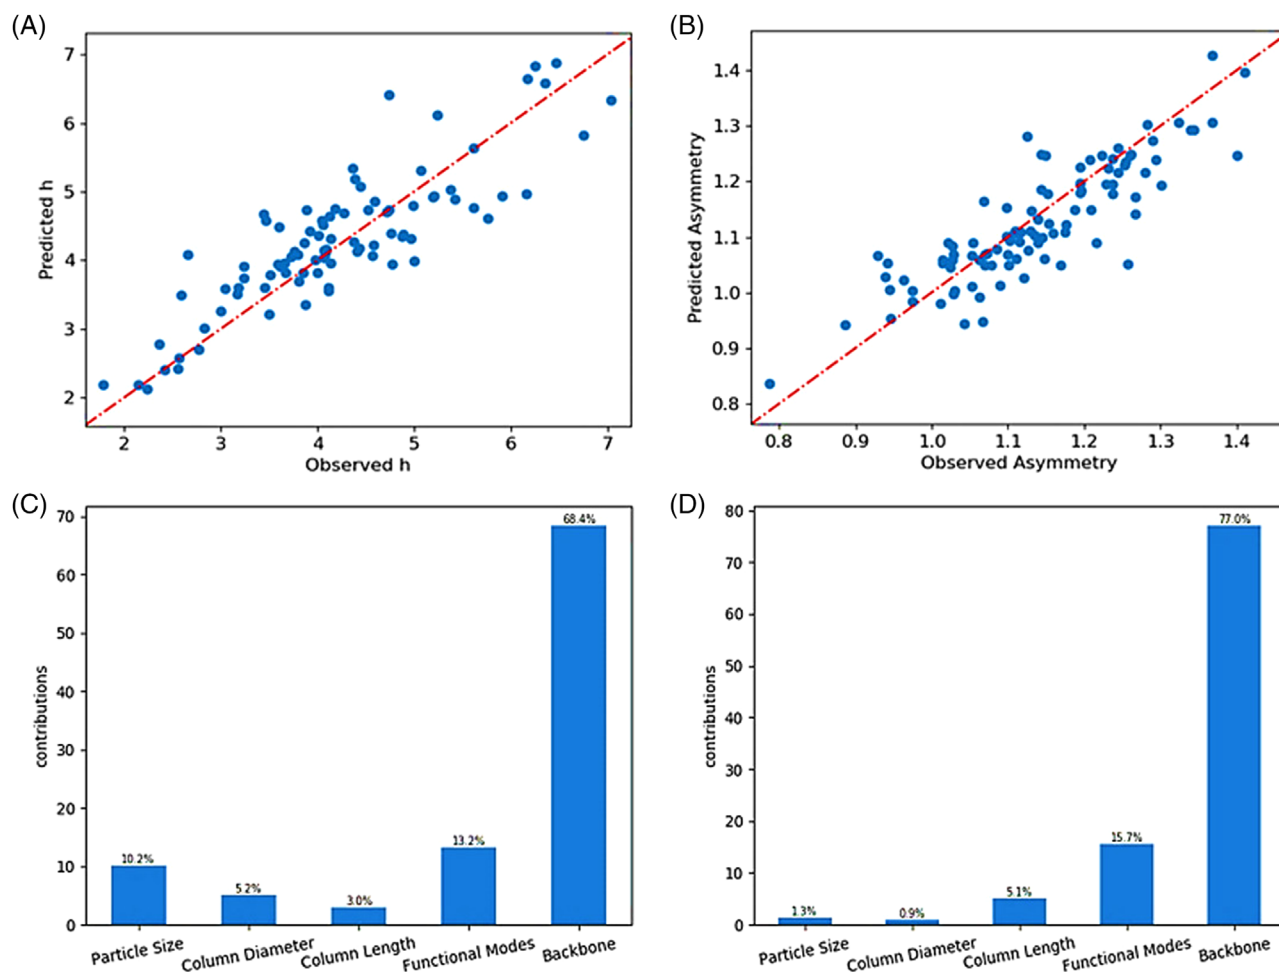 (A)
7
6
5
4
3
2
Predicted h
2 3 4 5 6 7
Observed h
(B)
1.4
1.3
1.2
1.1
1.0
0.9
0.8
Predicted Asymmetry
0.8 0.9 1.0 1.1 1.2 1.3 1.4
Observed Asymmetry
(C)
70
60
50
40
30
20
10
0
contributions
10.2%
5.2%
3.0%
13.2%
68.4%
Particle Size
Column Diameter
Column Length
Functional Modes
Backbone
(D)
80
70
60
50
40
30
20
10
0
contributions
1.3%
0.9%
5.1%
15.7%
77.0%
Particle Size
Column Diameter
Column Length
Functional Modes
Backbone